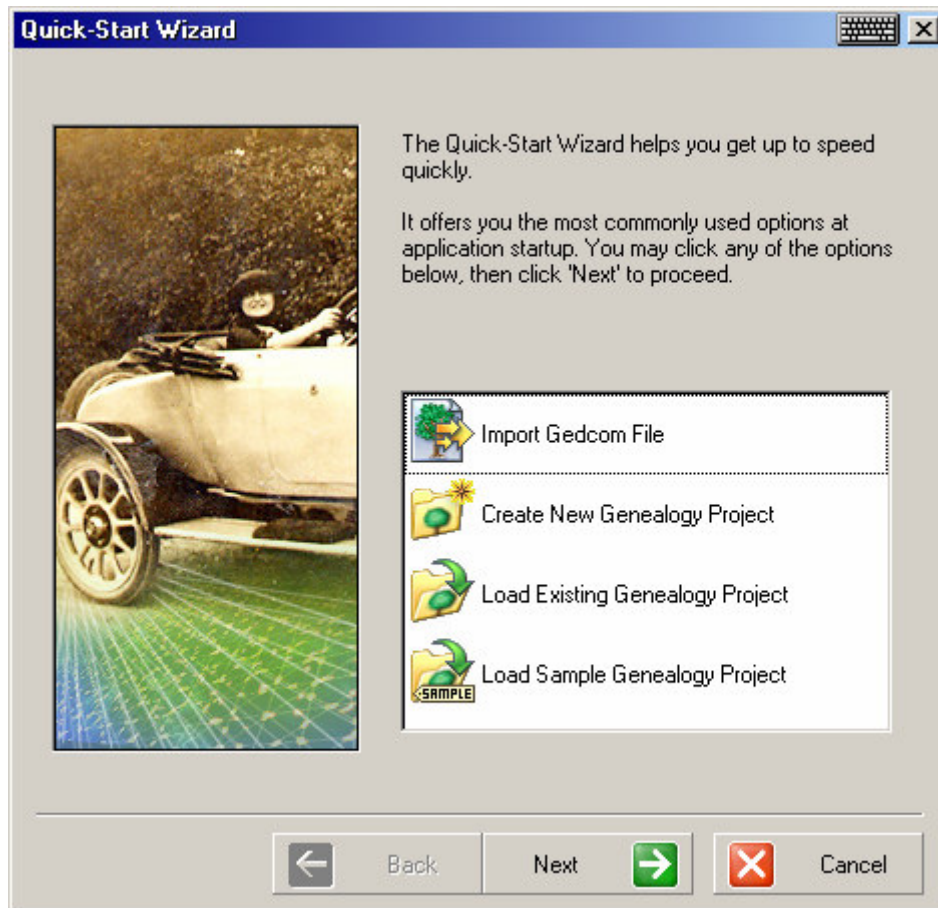 Quick-Start Wizard
The Quick-Start Wizard helps you get up to speed
quickly.
It offers you the most commonly used options at
application startup. You may click any of the options
below, then click 'Next' to proceed.
Import Gedcom File
Create New Genealogy Project
Load Existing Genealogy Project
SAMPLE
Load Sample Genealogy Project
Back
Next
Cancel